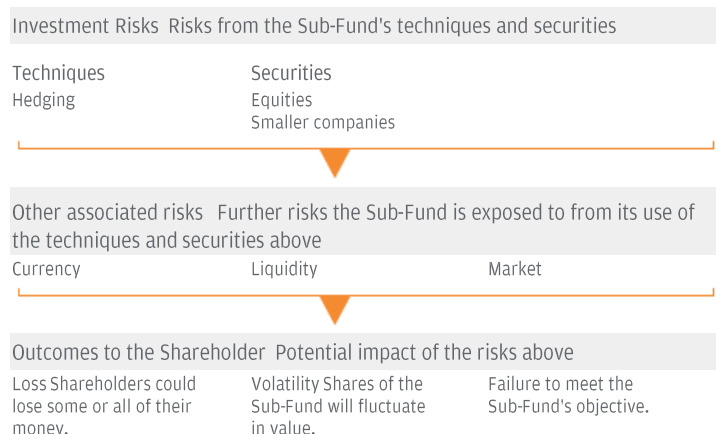 Investment Risks Risks from the Sub-Fund's techniques and securities
Techniques Securities
Hedging Equities
Smaller companies
Other associated risks Further risks the Sub-Fund is exposed to from its use of
the techniques and securities above
Currency Liquidity Market
Outcomes to the Shareholder Potential impact of the risks above
Loss Shareholders could
lose some or all of their
money.
Volatility Shares of the
Sub-Fund will fluctuate
in value.
Failure to meet the
Sub-Fund's objective.